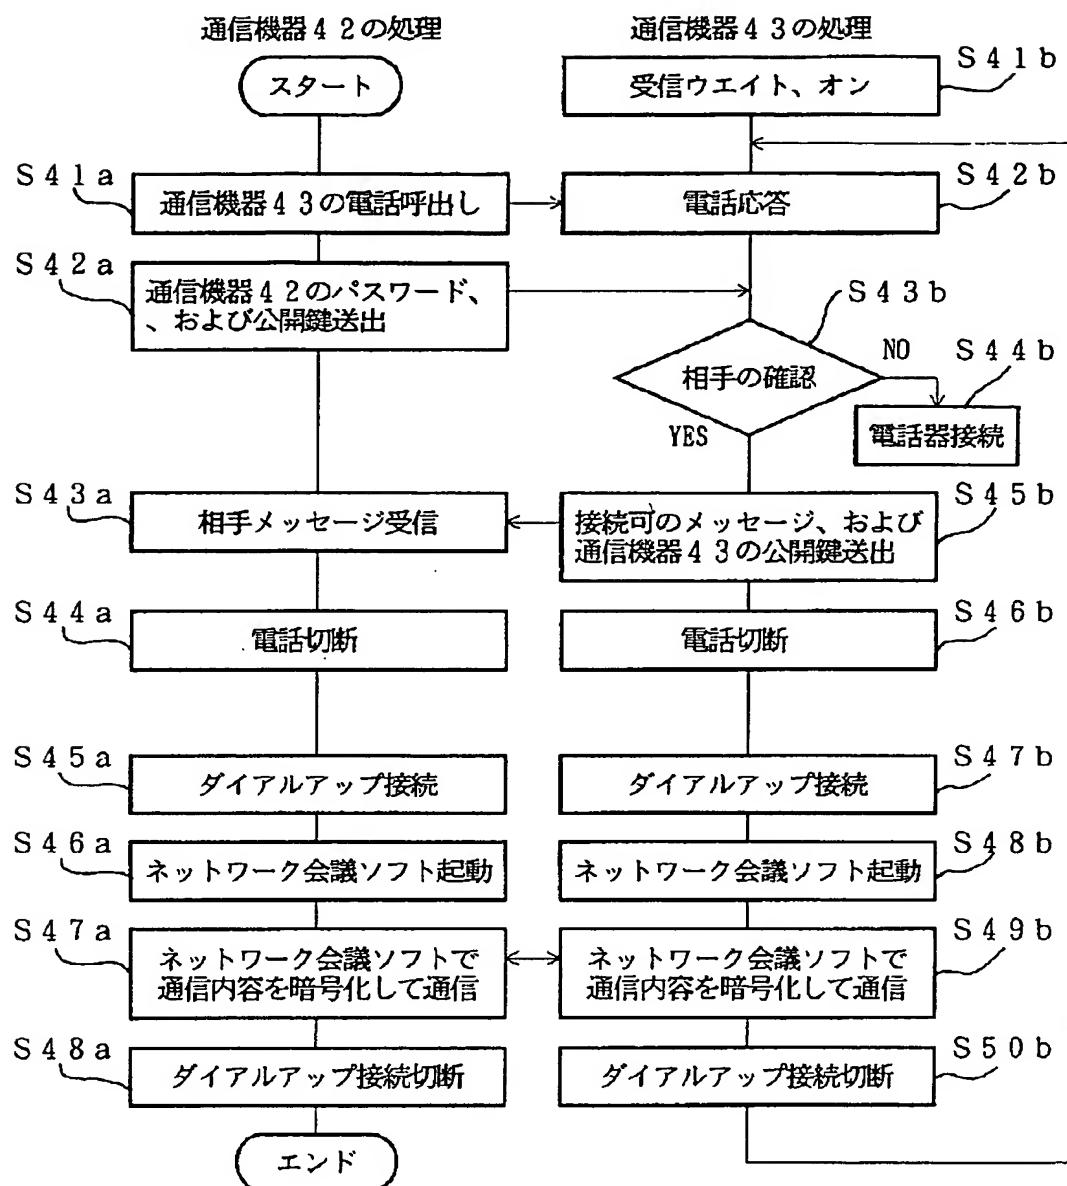 通信機器４２の処理
通信機器４３の処理
スタート
受信ウエイト、オン
Ｓ４１ｂ
Ｓ４１ａ
通信機器４３の電話呼出し
電話応答
Ｓ４２ｂ
Ｓ４２ａ
通信機器４２のパスワード、
、および公開鍵送出
Ｓ４３ｂ
相手の確認
NO
YES
Ｓ４４ｂ
電話器接続
Ｓ４３ａ
相手メッセージ受信
接続可のメッセージ、および
通信機器４３の公開鍵送出
Ｓ４５ｂ
Ｓ４４ａ
電話切断
電話切断
Ｓ４６ｂ
Ｓ４５ａ
ダイアルアップ接続
ダイアルアップ接続
Ｓ４７ｂ
Ｓ４６ａ
ネットワーク会議ソフト起動
ネットワーク会議ソフト起動
Ｓ４８ｂ
Ｓ４７ａ
ネットワーク会議ソフトで
通信内容を暗号化して通信
ネットワーク会議ソフトで
通信内容を暗号化して通信
Ｓ４９ｂ
Ｓ４８ａ
ダイアルアップ接続切断
ダイアルアップ接続切断
Ｓ５０ｂ
エンド